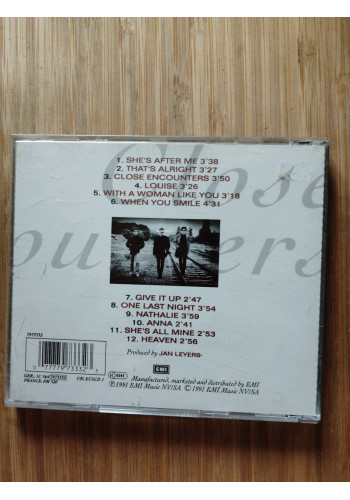 Close
ounters
1. SHE'S AFTER ME 3'38
2. THAT'S ALRIGHT 3'27
3. CLOSE ENCOUNTERS 3'50
4. LOUISE 3'26
5. WITH A WOMAN LIKE YOU 3'18
6. WHEN YOU SMILE 4'31
7. GIVE IT UP 2'47
8. ONE LAST NIGHT 3'54
9. NATHALIE 3'59
10. ANNA 2'41
11. SHE'S ALL MINE 2'53
12. HEAVEN 2'56
Produced by JAN LEYERS
EMI
Manufactured, marketed and distributed by EMI
℗ 1991 EMI Music NV/SA © 1991 EMI Music NV/SA